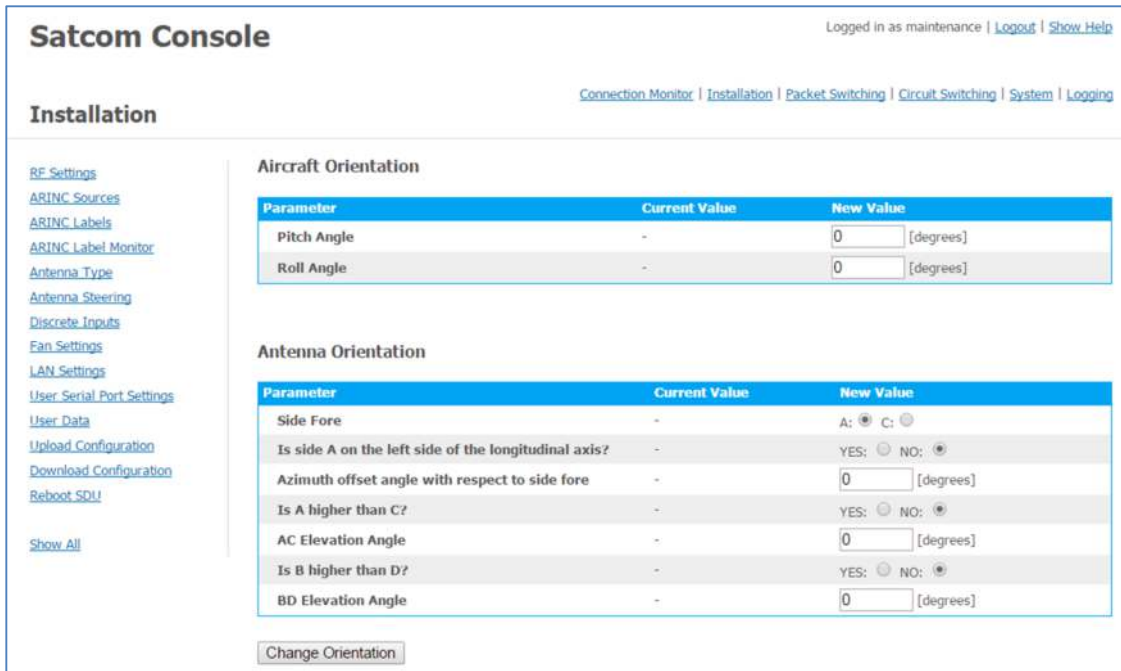 Satcom Console
Logged in as maintenance | Logout | Show Help
Installation
Connection Monitor | Installation | Packet Switching | Circuit Switching | System | Logging
RF Settings
ARINC Sources
ARINC Labels
ARINC Label Monitor
Antenna Type
Antenna Steering
Discrete Inputs
Fan Settings
LAN Settings
User Serial Port Settings
User Data
Upload Configuration
Download Configuration
Reboot SDU
Show All
Aircraft Orientation
Parameter Current Value New Value
Pitch Angle - 0 [degrees]
Roll Angle - 0 [degrees]
Antenna Orientation
Parameter Current Value New Value
Side Fore - A: C:
Is side A on the left side of the longitudinal axis? - YES: NO:
Azimuth offset angle with respect to side fore - 0 [degrees]
Is A higher than C? - YES: NO:
AC Elevation Angle - 0 [degrees]
Is B higher than D? - YES: NO:
BD Elevation Angle - 0 [degrees]
Change Orientation